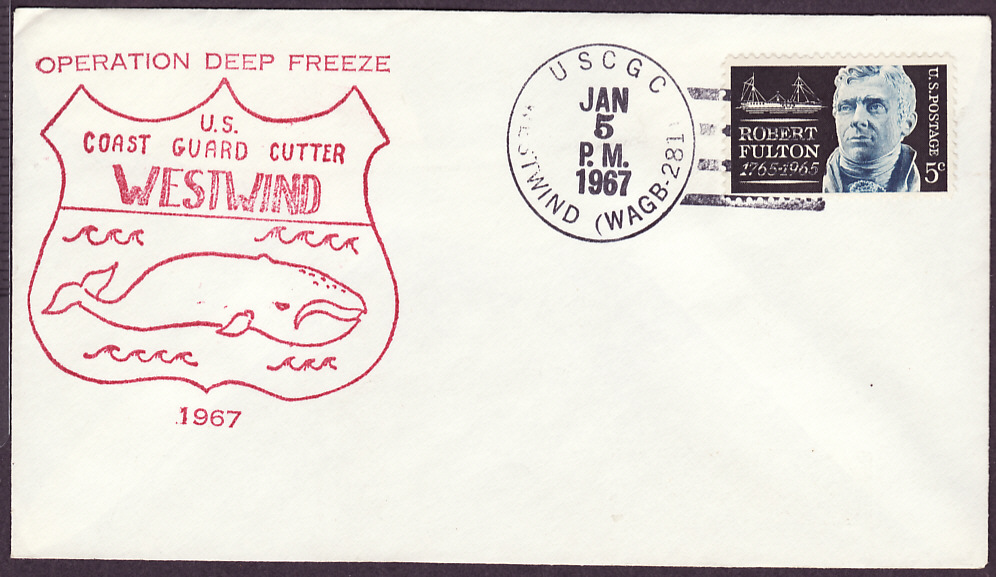 OPERATION DEEP FREEZE
U.S.
COAST GUARD CUTTER
WESTWIND
1967
USCGC
WESTWIND (WAGB-281)
JAN
5
P. M.
1967
ROBERT
FULTON
1765-1965
U.S. POSTAGE
5c